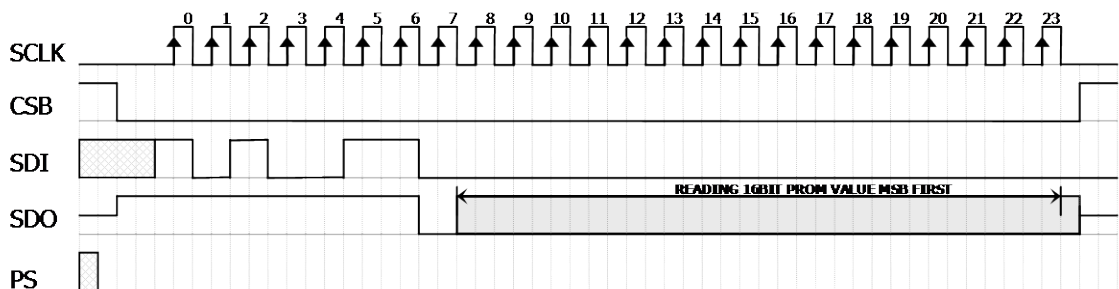 0 1 2 3 4 5 6 7 8 9 10 11 12 13 14 15 16 17 18 19 20 21 22 23
SCLK
CSB
SDI
READING 16BIT PROM VALUE MSB FIRST
SDO
PS